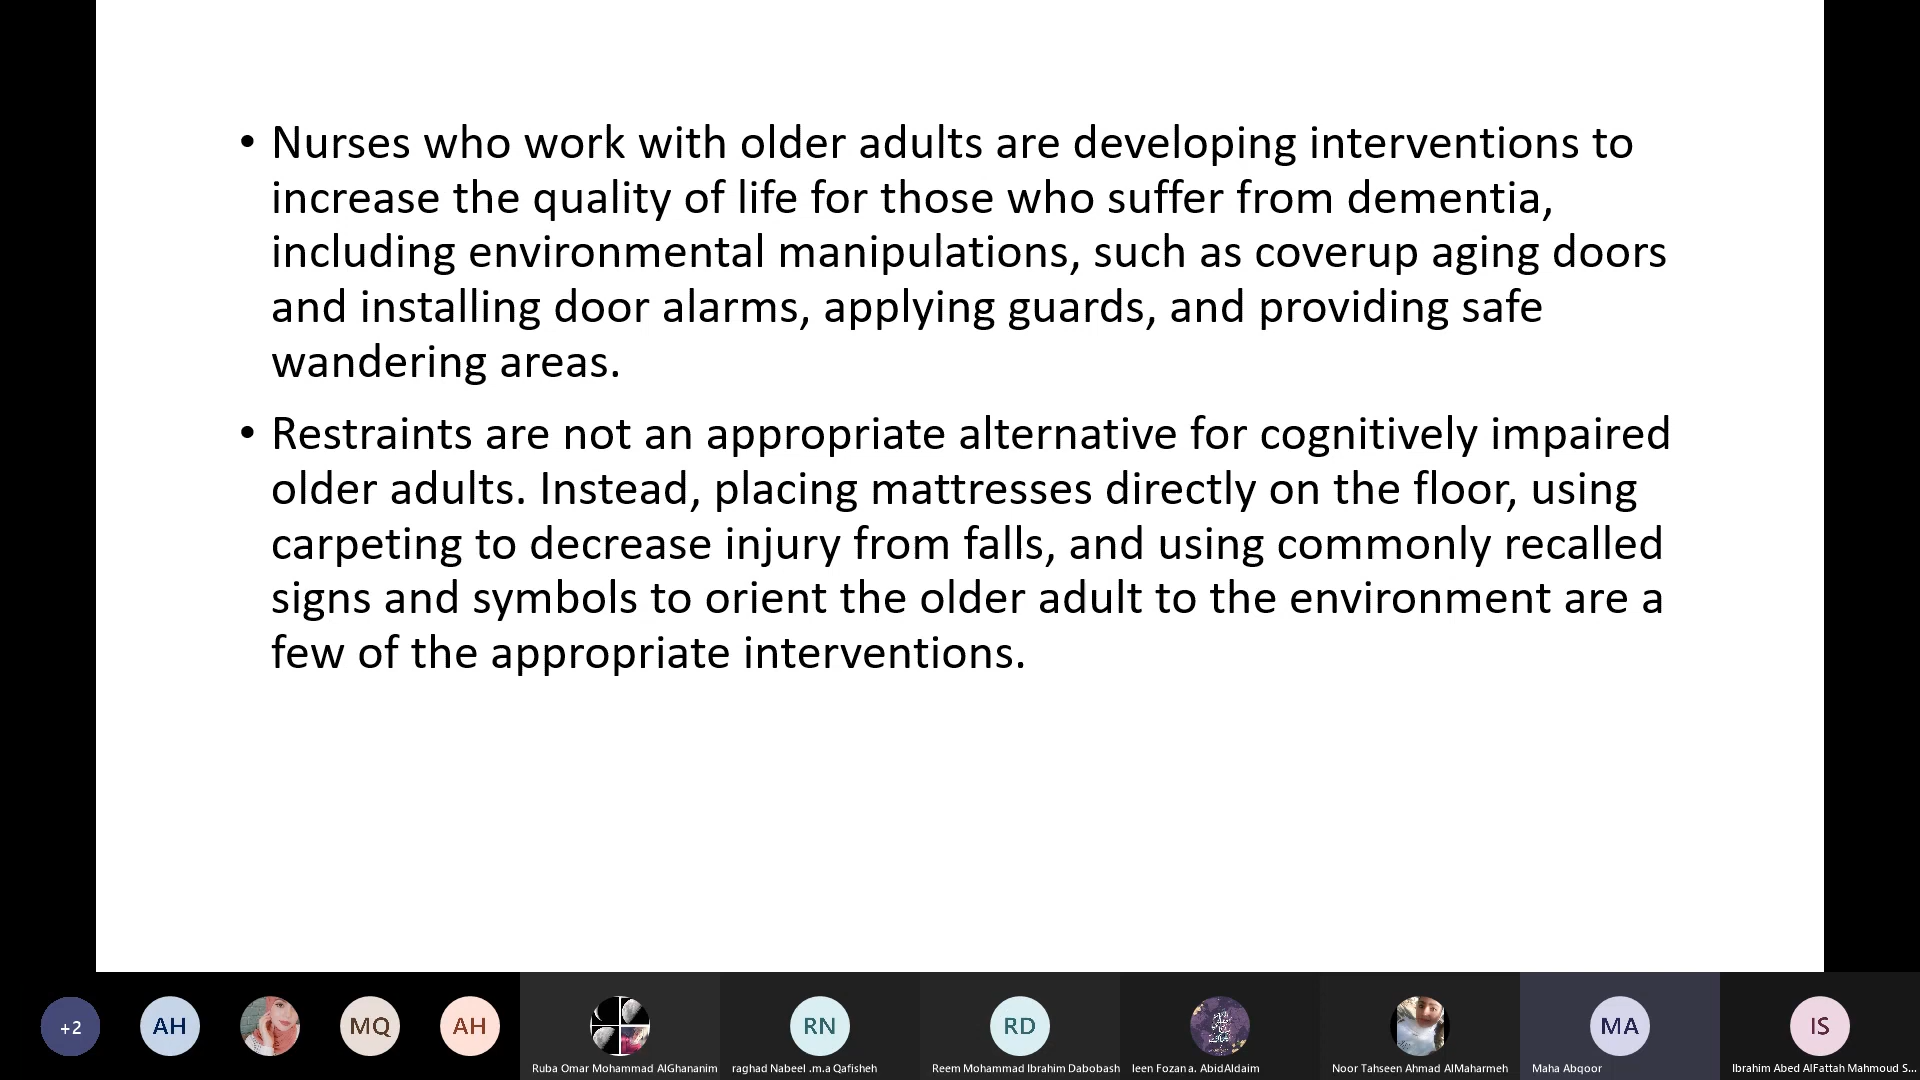 • Nurses who work with older adults are developing interventions to
increase the quality of life for those who suffer from dementia,
including environmental manipulations, such as coverup aging doors
and installing door alarms, applying guards, and providing safe
wandering areas.
• Restraints are not an appropriate alternative for cognitively impaired
older adults. Instead, placing mattresses directly on the floor, using
carpeting to decrease injury from falls, and using commonly recalled
signs and symbols to orient the older adult to the environment are a
few of the appropriate interventions.
+2 AH MQ AH RN RD MA IS
Ruba Omar Mohammad AlGhananim raghad Nabeel .m.a Qafisheh Reem Mohammad Ibrahim Dabobash leen Fozan a. AbidAldaim Noor Tahseen Ahmad AlMaharmeh Maha Abqoor Ibrahim Abed AlFattah Mahmoud S...